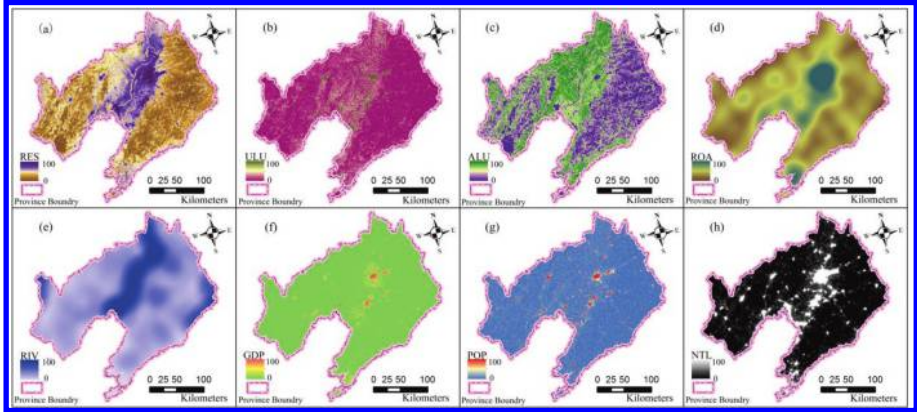 (a)
N
E
W
S
RES
100
0
0 25 50 100
Province Boundry
Kilometers
(b)
N
E
W
S
ULU
100
0
0 25 50 100
Province Boundry
Kilometers
(c)
N
E
W
S
ALU
100
0
0 25 50 100
Province Boundry
Kilometers
(d)
N
E
W
S
ROA
100
0
0 25 50 100
Province Boundry
Kilometers
(e)
N
E
W
S
RIV
100
0
0 25 50 100
Province Boundry
Kilometers
(f)
N
E
W
S
GDP
100
0
0 25 50 100
Province Boundry
Kilometers
(g)
N
E
W
S
POP
100
0
0 25 50 100
Province Boundry
Kilometers
(h)
N
E
W
S
NTL
100
0
0 25 50 100
Province Boundry
Kilometers